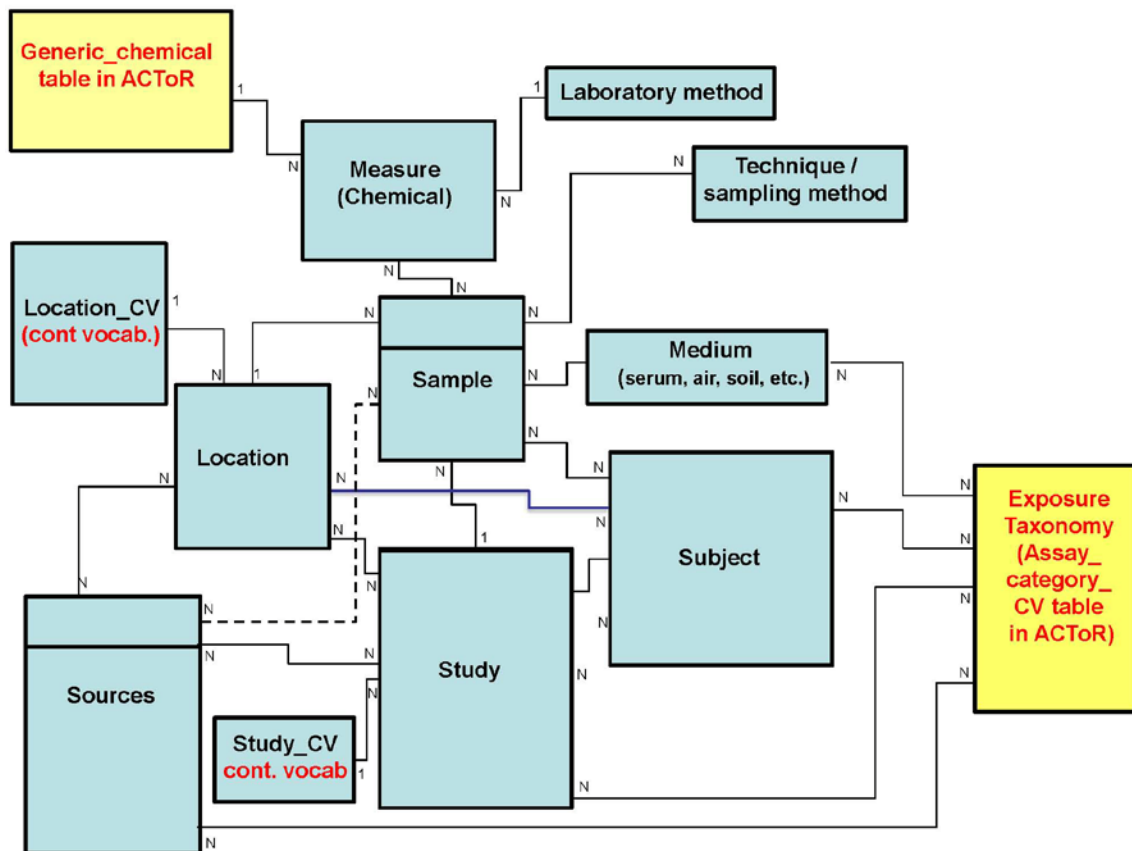 Generic_chemical
table in ACToR
1
N
Measure
(Chemical)
1
N
Laboratory method
N
Technique /
sampling method
N
N
Location_CV
(cont vocab.)
1
N
1
N
N
Sample
N
N
N
Medium
(serum, air, soil, etc.)
N
N
N
N
Location
N
N
N
N
N
Subject
N
N
N
N
N
N
Exposure
Taxonomy
(Assay_
category_
CV table
in ACToR)
1
N
N
N
N
N
Sources
N
N
Study
N
N
N
Study_CV
cont. vocab
1
N